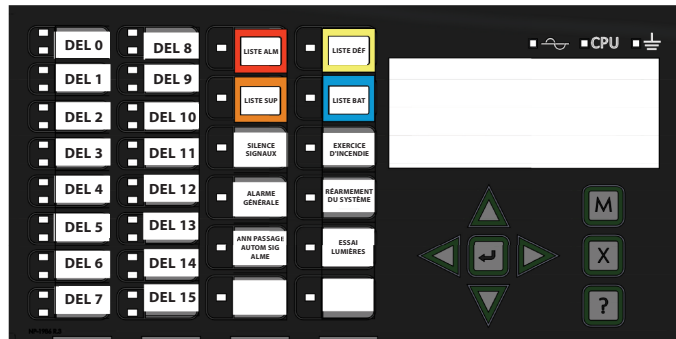 DEL 0
DEL 8
LISTE ALM
LISTE DÉF
CPU
DEL 1
DEL 9
LISTE SUP
LISTE BAT
DEL 2
DEL 10
DEL 3
DEL 11
SILENCE
SIGNAUX
EXERCICE
D'INCENDIE
DEL 4
DEL 12
ALARME
GÉNÉRALE
RÉARMEMENT
DU SYSTÈME
M
DEL 5
DEL 13
ANN PASSAGE
AUTOM SIG
ALME
ESSAI
LUMIÈRES
DEL 6
DEL 14
X
DEL 7
DEL 15
?